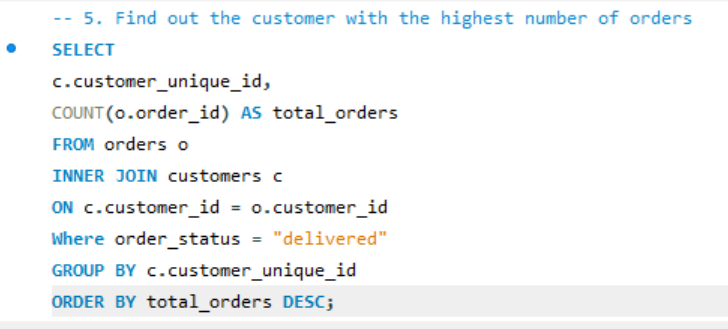 -- 5. Find out the customer with the highest number of orders
SELECT
c.customer_unique_id,
COUNT(o.order_id) AS total_orders
FROM orders o
INNER JOIN customers c
ON c.customer_id = o.customer_id
Where order_status = "delivered"
GROUP BY c.customer_unique_id
ORDER BY total_orders DESC;